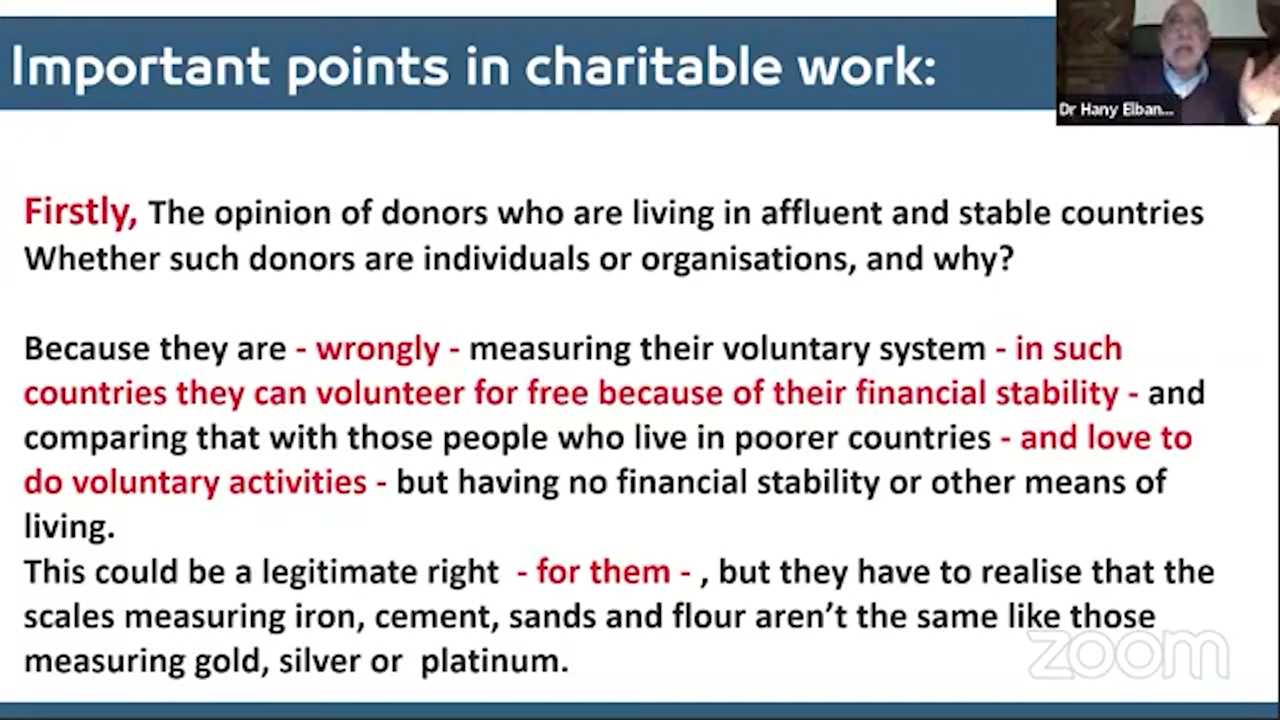 Important points in charitable work:
Dr Hany Elban...
Firstly, The opinion of donors who are living in affluent and stable countries
Whether such donors are individuals or organisations, and why?
Because they are - wrongly - measuring their voluntary system - in such
countries they can volunteer for free because of their financial stability - and
comparing that with those people who live in poorer countries - and love to
do voluntary activities - but having no financial stability or other means of
living.
This could be a legitimate right - for them - , but they have to realise that the
scales measuring iron, cement, sands and flour aren’t the same like those
measuring gold, silver or platinum.
zoom